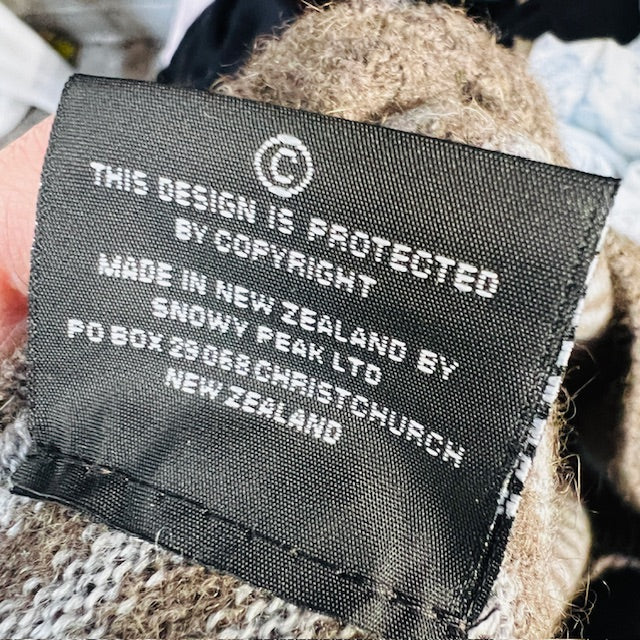 ©
THIS DESIGN IS PROTECTED
BY COPYRIGHT
MADE IN NEW ZEALAND BY
SNOWY PEAK LTD
PO BOX 29 068 CHRISTCHURCH
NEW ZEALAND